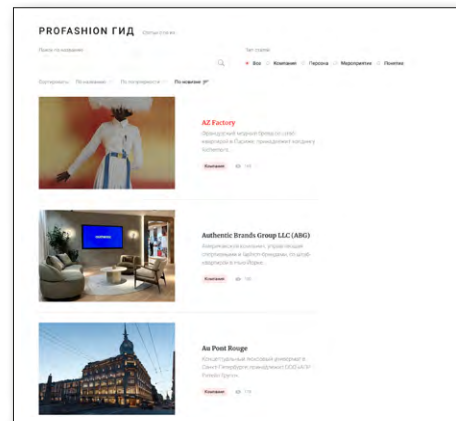 PROFASHION ГИД
Поиск по названию
Тип статьи
Все Компания Персона Мероприятие Понятие
Сортировать: По названию По популярности По новизне
AZ Factory
Французский модный бренд со штаб-
квартирой в Париже, принадлежит холдингу
Компания
Authentic Brands Group LLC (ABG)
Американская компания, управляющая
спортивными и fashion-брендами, со штаб-
квартирой в Нью-Йорке.
Компания
Au Pont Rouge
Концептуальный люксовый универмаг в
Санкт-Петербурге, принадлежит ООО
Компания